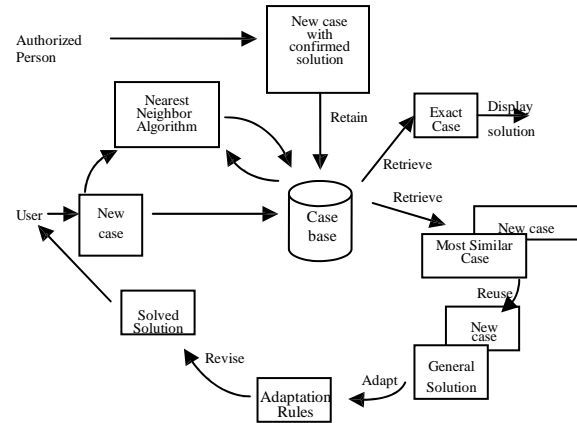 Authorized
Person
New case
with
confirmed
solution
Nearest
Neighbor
Algorithm
Retain
Exact
Case
Display
solution
Retrieve
Retrieve
User
New
case
Case
base
New case
Most Similar
Case
Reuse
New
case
General
Solution
Adapt
Adaptation
Rules
Revise
Solved
Solution